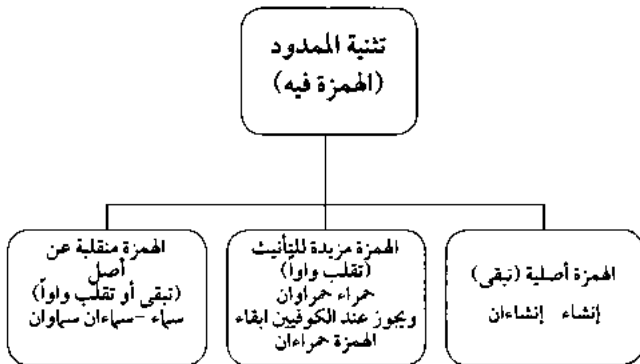 تثنية الممدود
(الهمزة فيه)
الهمزة أصلية (تبقى)
إنشاء إنشاءان
الهمزة مزيدة للتأنيث
(تقلب واواً)
حمراء حمراوان
ويجوز عند الكوفيين ابقاء
الهمزة حمراءان
الهمزة منقلبة عن
أصل
(تبقى أو تقلب واواً)
سماء –سماءان سماوان